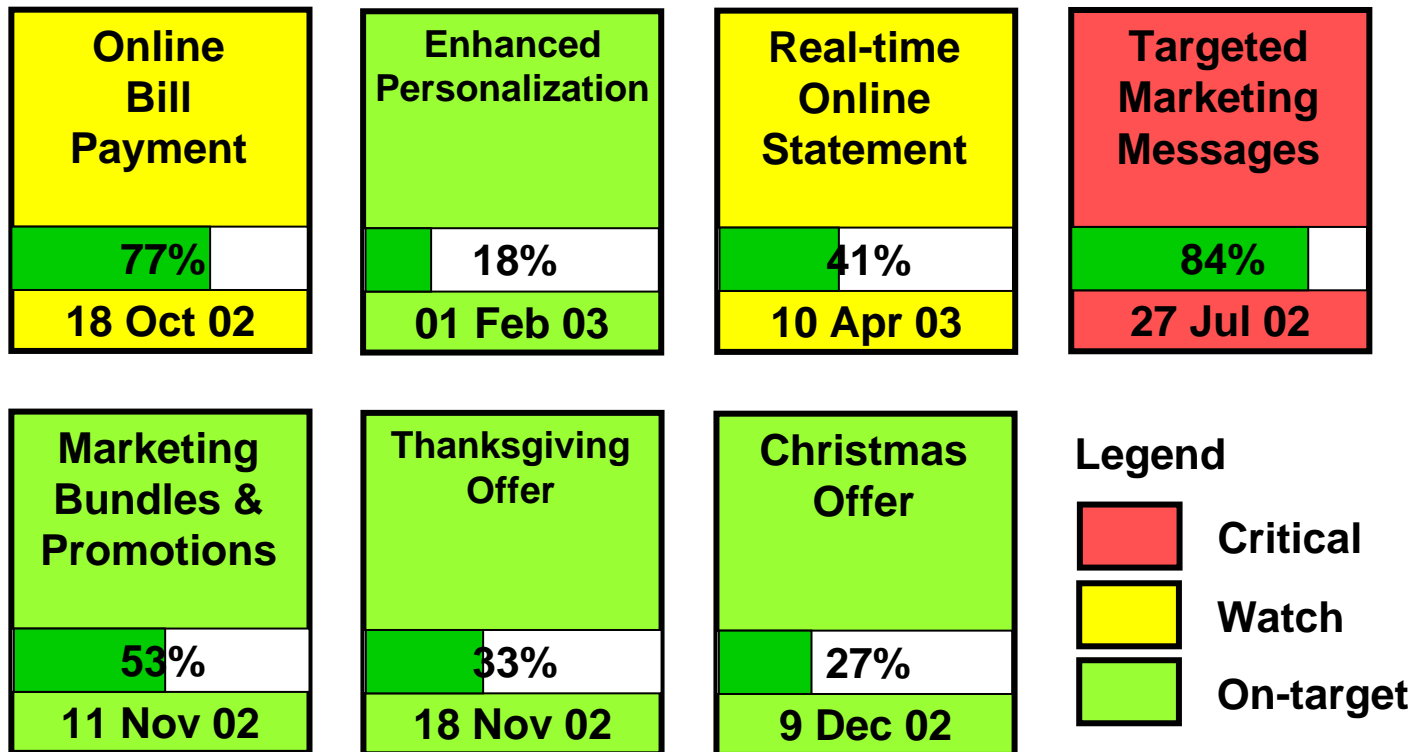 Online
Bill
Payment
77%
18 Oct 02
Enhanced
Personalization
18%
01 Feb 03
Real-time
Online
Statement
41%
10 Apr 03
Targeted
Marketing
Messages
84%
27 Jul 02
Marketing
Bundles &
Promotions
53%
11 Nov 02
Thanksgiving
Offer
33%
18 Nov 02
Christmas
Offer
27%
9 Dec 02
Legend
Critical
Watch
On-target